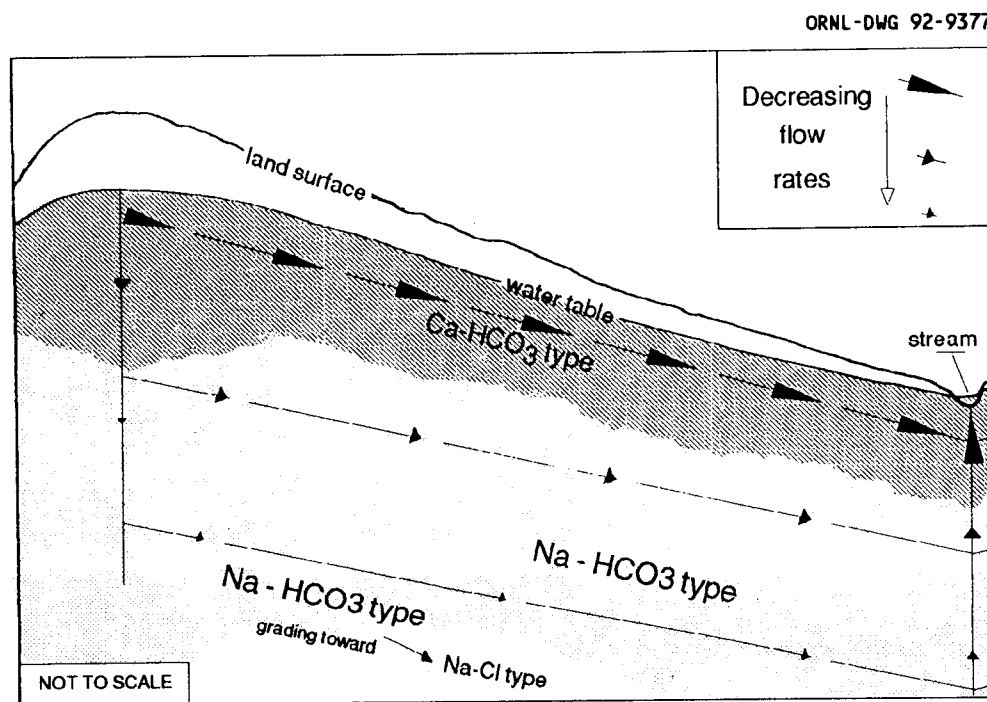 ORNL-DWG 92-9377
Decreasing
flow
rates
land surface
water table
Ca-HCO3 type
stream
Na - HCO3 type
Na - HCO3 type
grading toward
Na-Cl type
NOT TO SCALE